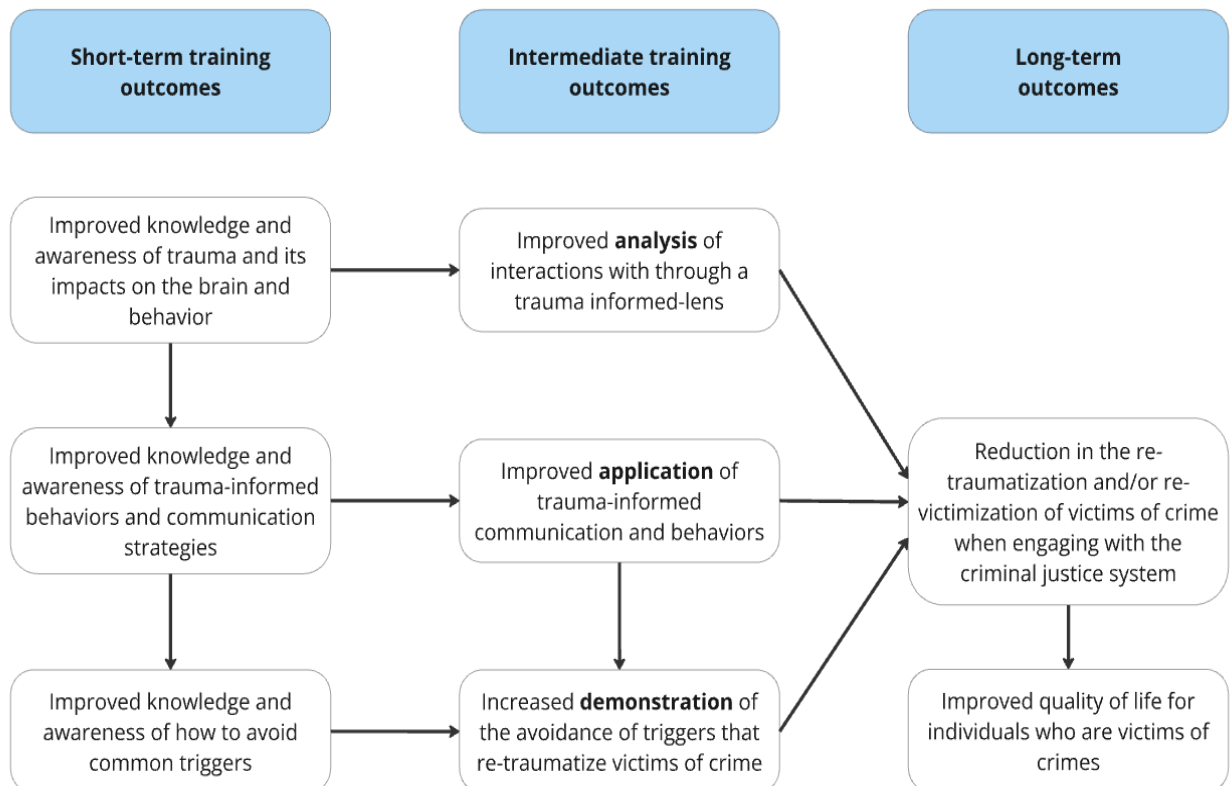 Short-term training
outcomes
Intermediate training
outcomes
Long-term
outcomes
Improved knowledge and
awareness of trauma and its
impacts on the brain and
behavior
Improved analysis of
interactions with through a
trauma informed-lens
Improved knowledge and
awareness of trauma-informed
behaviors and communication
strategies
Improved application of
trauma-informed
communication and behaviors
Reduction in the re-
traumatization and/or re-
victimization of victims of crime
when engaging with the
criminal justice system
Improved knowledge and
awareness of how to avoid
common triggers
Increased demonstration of
the avoidance of triggers that
re-traumatize victims of crime
Improved quality of life for
individuals who are victims of
crimes